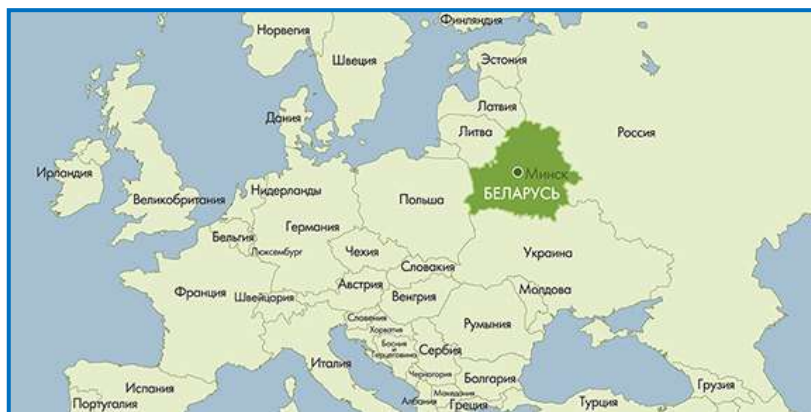 Финляндия
Норвегия
Швеция
Эстония
Латвия
Дания
Литва
Россия
Ирландия
Минск
БЕЛАРУСЬ
Великобритания
Нидерланды
Польша
Германия
Бельгия
Люксембург
Чехия
Украина
Словакия
Австрия
Молдова
Франция
Швейцария
Венгрия
Словения
Румыния
Хорватия
Босния
и
Герцеговина
Сербия
Италия
Черногория
Болгария
Испания
Грузия
Македония
Португалия
Албания
Греция
Турция